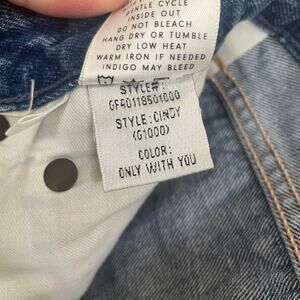 GENTLE CYCLE
INSIDE OUT
DO NOT BLEACH
HANG DRY OR TUMBLE
DRY LOW HEAT
WARM IRON IF NEEDED
INDIGO MAY BLEED
STYLE#:
GF40118501000
STYLE:CINDY
(G1000)
COLOR:
ONLY WITH YOU